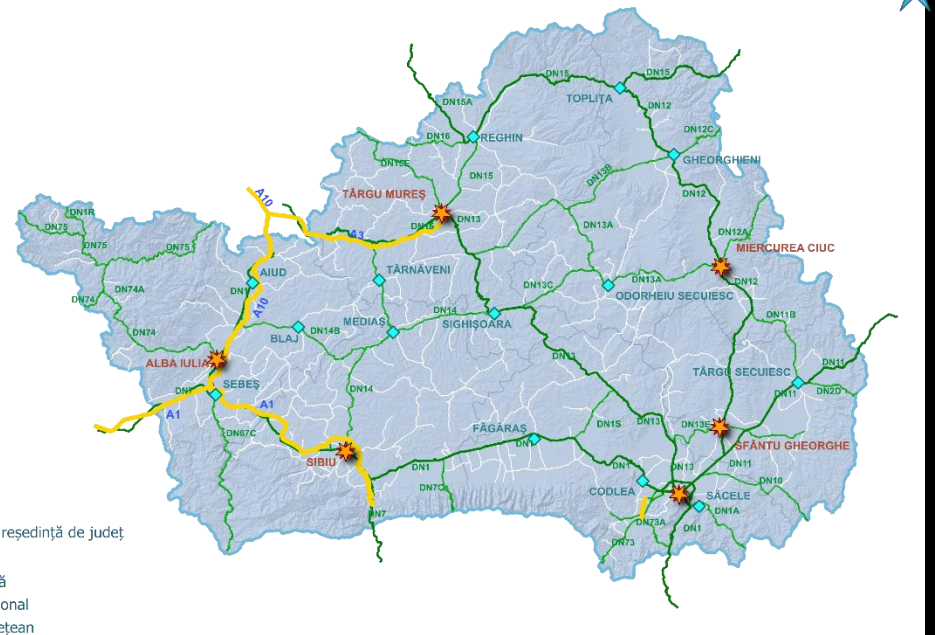 DN15
DN15
TOPLIȚA
DN15A
DN12
DN12C
DN16
REGHIN
GHEORGHIENI
DN15E
DN15
DN13B
TÂRGU MUREȘ
A10
DN12
DN1R
DN75
DN13
DN15
DN13A
DN12A
A3
DN75
DN75
MIERCUREA CIUC
AIUD
TÂRNĂVENI
DN13A
DN12
DN74A
DN1
DN13C
ODORHEIU SECUIESC
DN74
A10
DN14
MEDIAȘ
SIGHIȘOARA
DN11B
DN74
DN14B
BLAJ
DN13
DN11
ALBA IULIA
TÂRGU SECUIESC
SEBEȘ
DN7
DN14
DN11
DN2D
A1
A1
DN1S
DN13
DN13E
FĂGĂRAȘ
DN67C
DN1
SFÂNTU GHEORGHE
SIBIU
DN1
DN1
DN13
DN11
DN7C
DN10
CODLEA
SĂCELE
DN7
DN73A
DN1
DN1A
DN73
reședință de județ
ă
onal
ețean